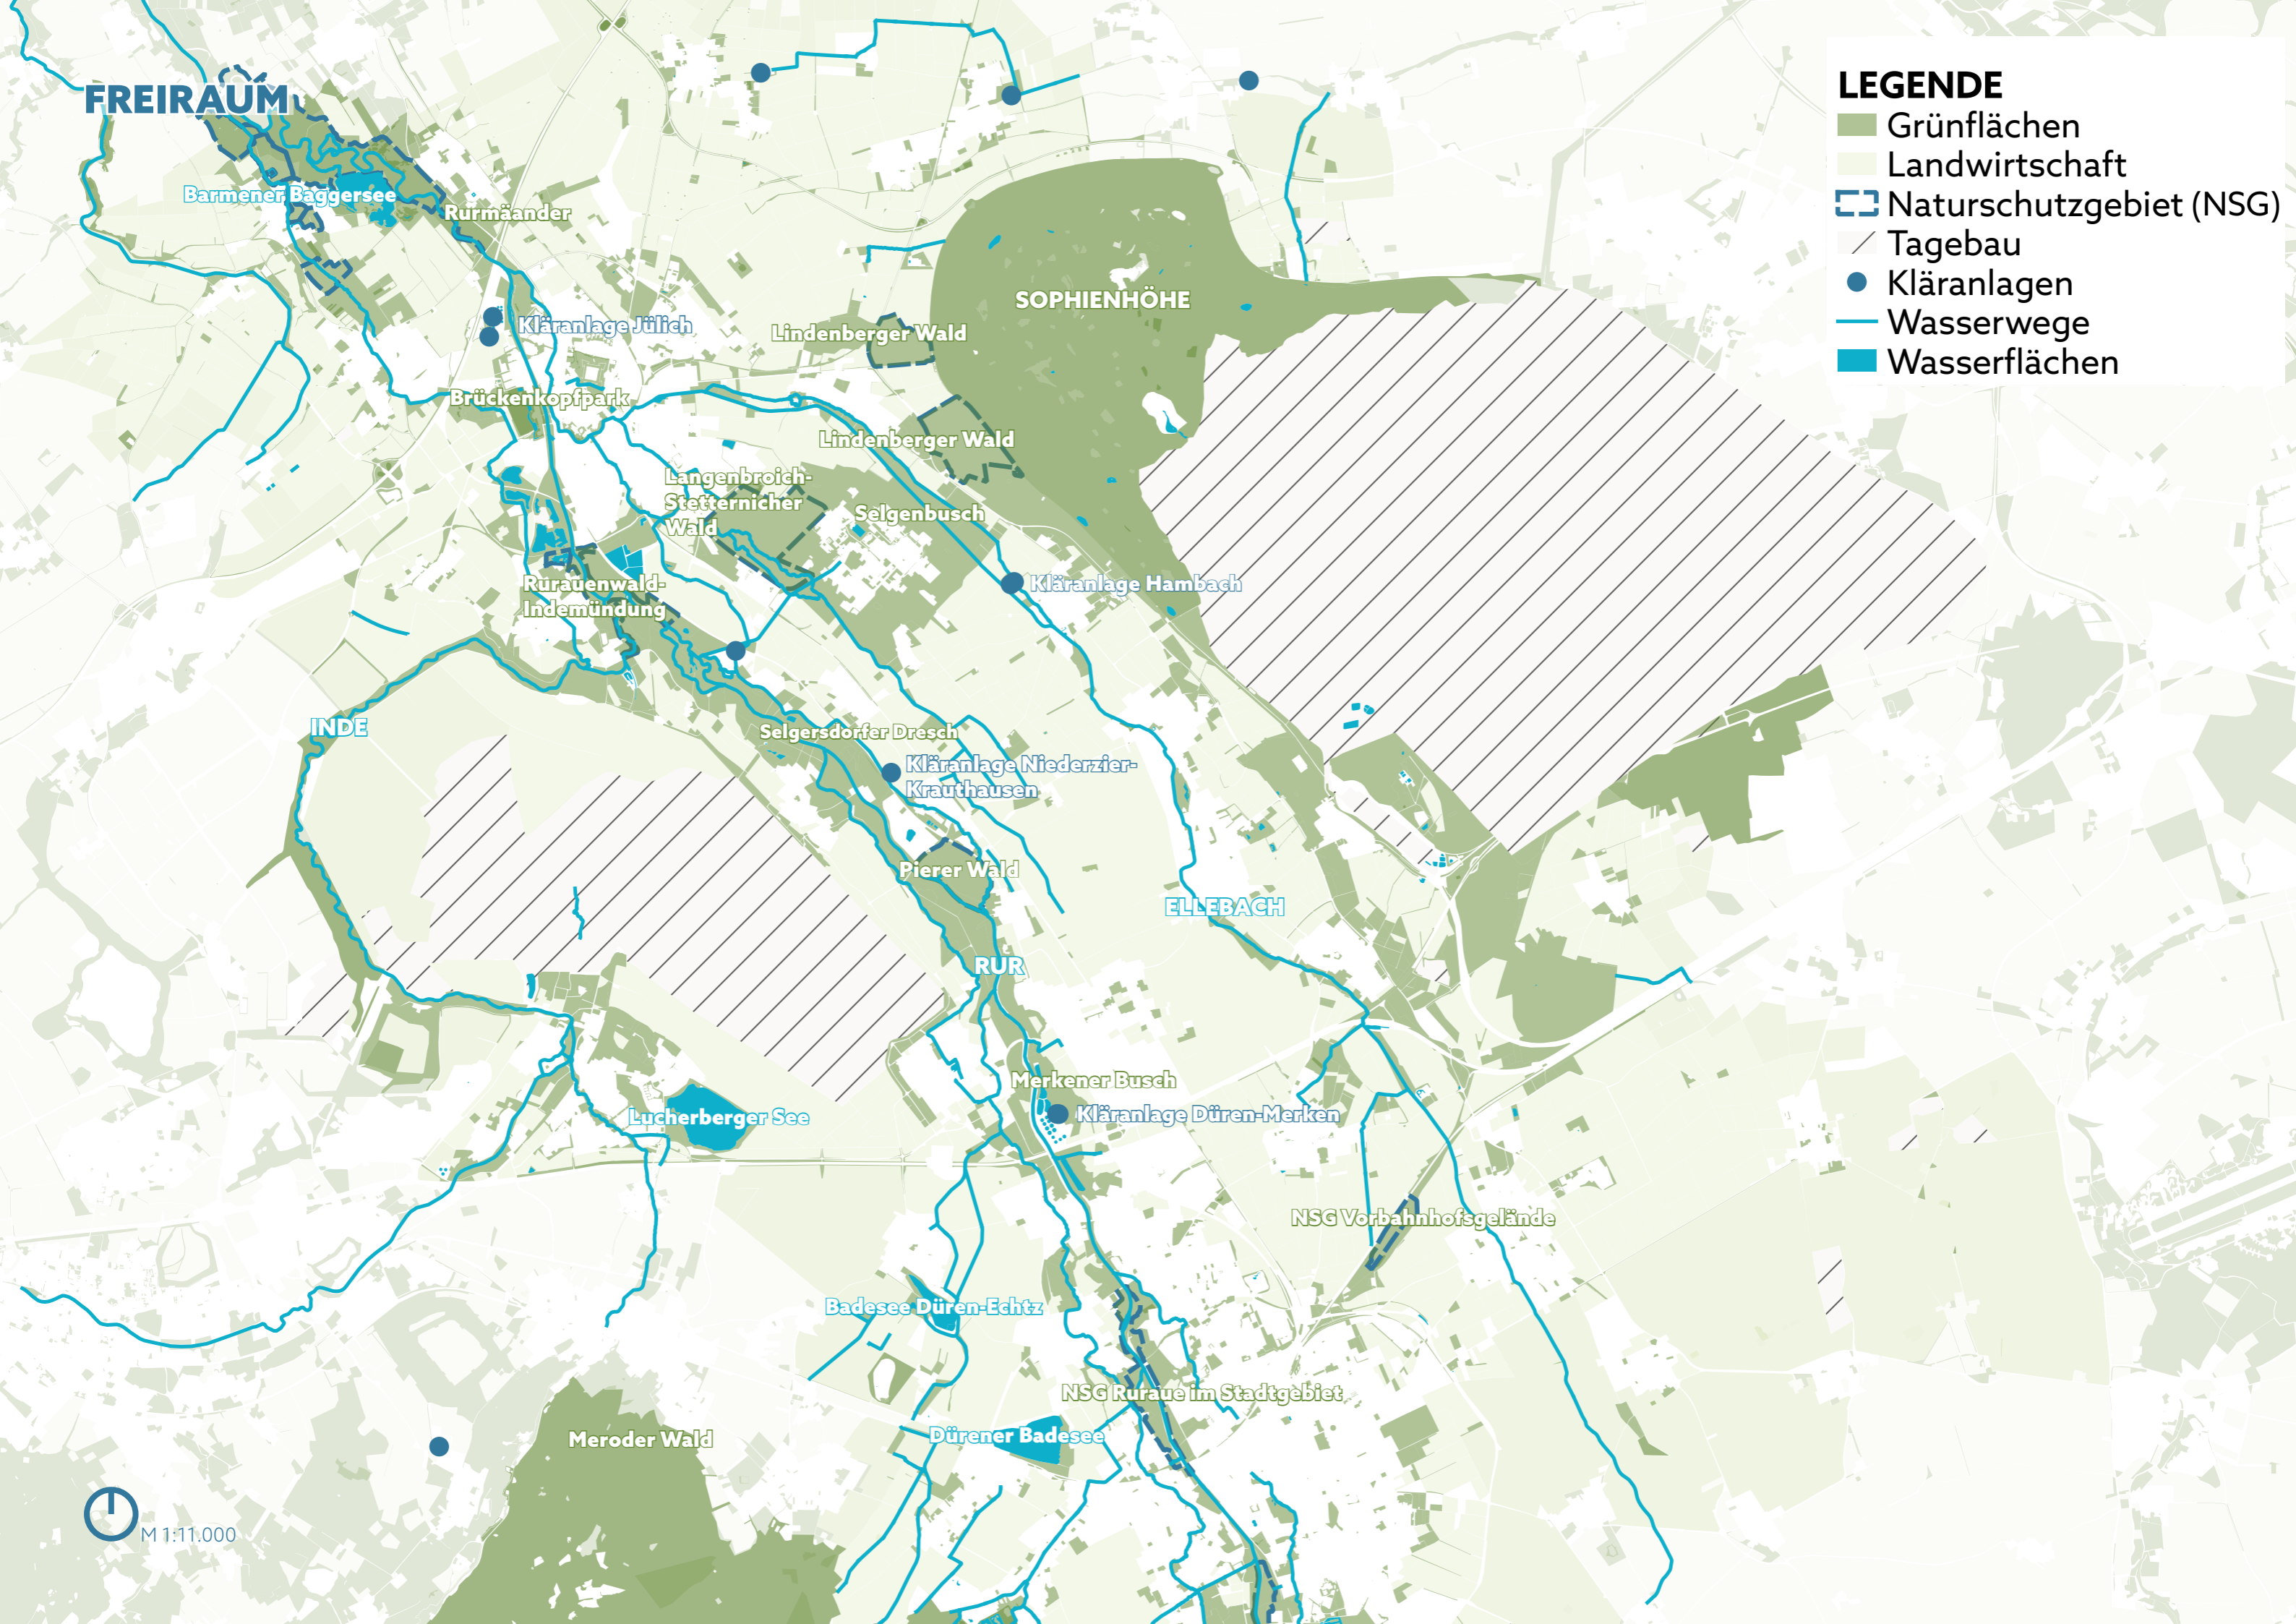 FREIRAUM
LEGENDE
Grünflächen
Landwirtschaft
Naturschutzgebiet (NSG)
Tagebau
Kläranlagen
Wasserwege
Wasserflächen
Barmener Baggersee
Rurmäander
SOPHIENHÖHE
Kläranlage Jülich
Lindenberger Wald
Brückenkopfpark
Lindenberger Wald
Langenbroich-
Stetternicher
Wald
Selgenbusch
Rurauenwald-
Indemündung
Kläranlage Hambach
INDE
Selgersdorfer Dresch
Kläranlage Niederzier-
Krauthausen
Pierer Wald
ELLEBACH
RUR
Merkener Busch
Kläranlage Düren-Merken
Lucherberger See
NSG Vorbahnhofsgelände
Badesee Düren-Echtz
NSG Ruraue im Stadtgebiet
Dürener Badesee
Meroder Wald
M 1:11.000